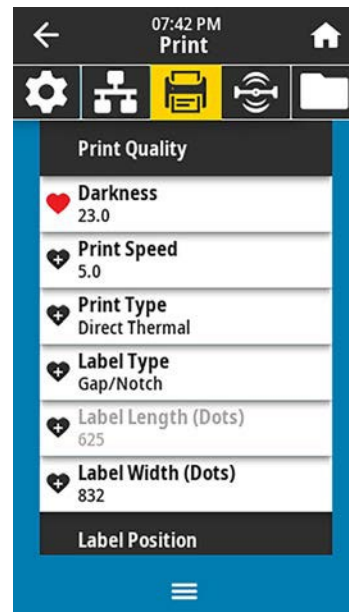 07:42 PM
Print
Print Quality
Darkness
23.0
Print Speed
5.0
Print Type
Direct Thermal
Label Type
Gap/Notch
Label Length (Dots)
625
Label Width (Dots)
832
Label Position